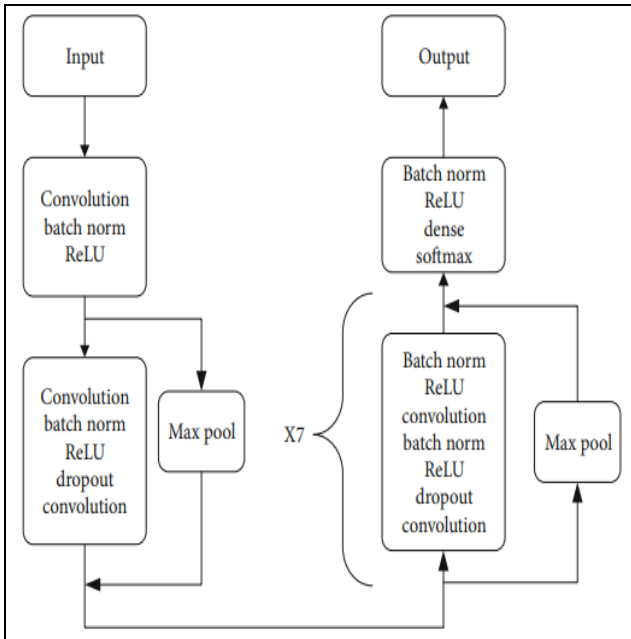 Input
Convolution
batch norm
ReLU
Convolution
batch norm
ReLU
dropout
convolution
Max pool
Output
Batch norm
ReLU
dense
softmax
X7
Batch norm
ReLU
convolution
batch norm
ReLU
dropout
convolution
Max pool